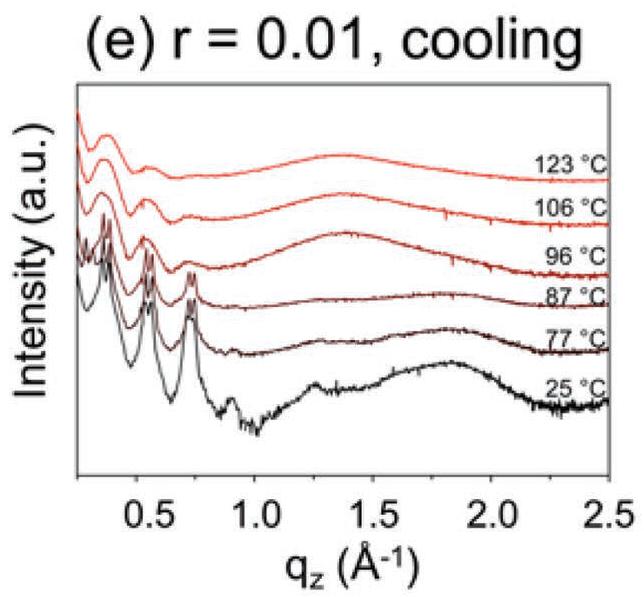 (e) r = 0.01, cooling
Intensity (a.u.)
123 °C
106 °C
96 °C
87 °C
77 °C
25 °C
0.5 1.0 1.5 2.0 2.5
q_z (Å⁻¹)